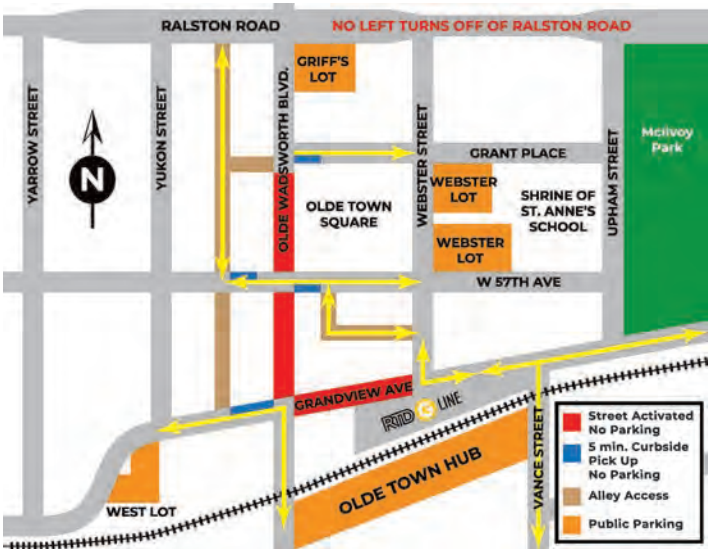 RALSTON ROAD
NO LEFT TURNS OFF OF RALSTON ROAD
YARROW STREET
YUKON STREET
OLDE WADSWORTH BLVD.
GRIFF'S
LOT
WEBSTER STREET
UPHAM STREET
McIlvoy
Park
N
GRANT PLACE
WEBSTER
LOT
OLDE TOWN
SQUARE
SHRINE OF
ST. ANNE'S
SCHOOL
WEBSTER
LOT
W 57TH AVE
GRANDVIEW AVE
RTD G LINE
VANCE STREET
OLDE TOWN HUB
WEST LOT
Street Activated
No Parking
5 min. Curbside
Pick Up
No Parking
Alley Access
Public Parking